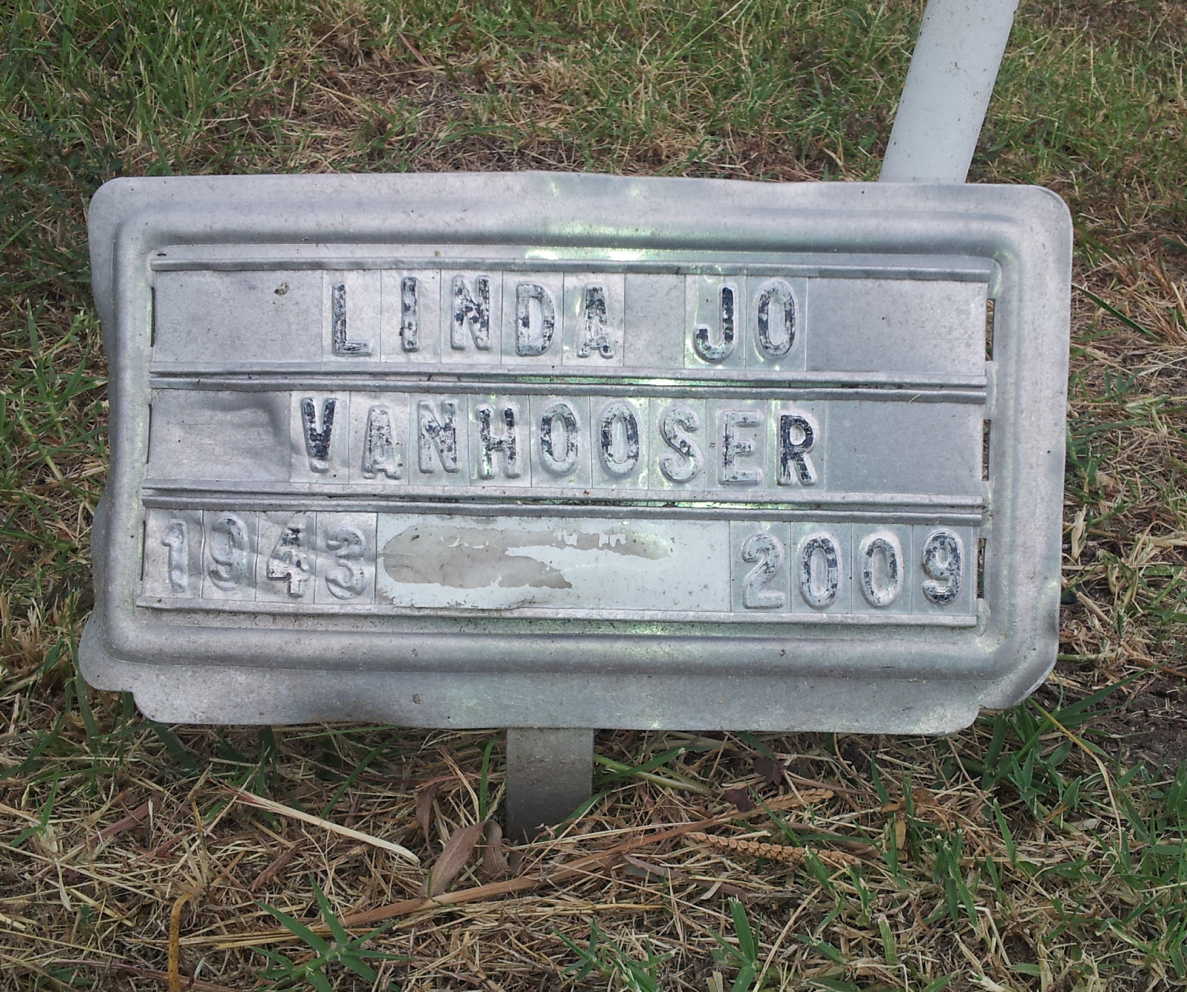 LINDA JO
VANHOOSER
1943 2009